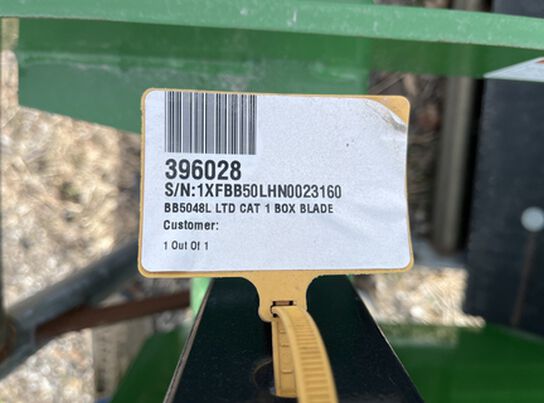 396028
S/N:1XFBB50LHN0023160
BB5048L LTD CAT 1 BOX BLADE
Customer:
1 Out Of 1